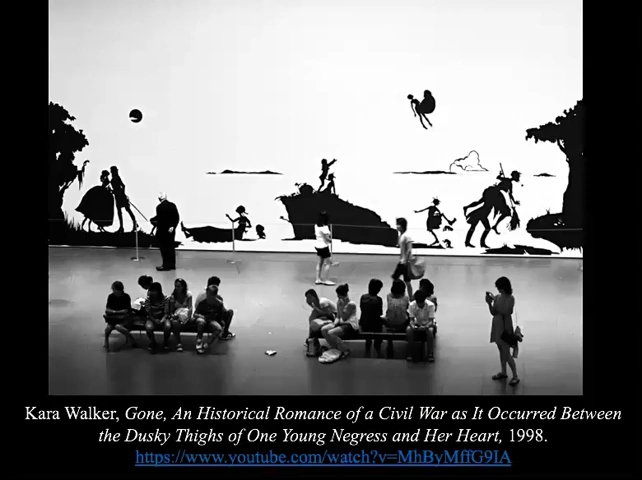 Kara Walker, Gone, An Historical Romance of a Civil War as It Occurred Between
the Dusky Thighs of One Young Negress and Her Heart, 1998.
https://www.youtube.com/watch?v=MhByMffG9IA